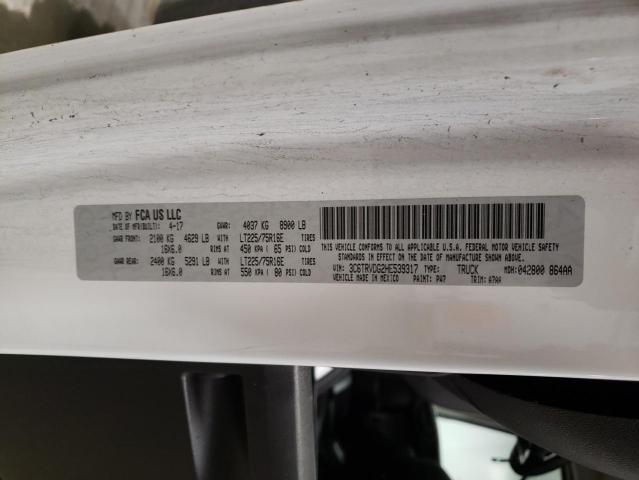 MFD BY FCA US LLC
DATE OF MFR(BUILT): 4-17 GVWR: 4037 KG 8900 LB
GAWR FRONT: 2100 KG 4629 LB LT225/75R16E TIRES
16X6.0 RIMS AT 450 KPA ( 65 PSI) COLD
GAWR REAR: 2400 KG 5291 LB LT225/75R16E TIRES
16X6.0 RIMS AT 550 KPA ( 80 PSI) COLD
THIS VEHICLE CONFORMS TO ALL APPLICABLE U.S.A. FEDERAL MOTOR VEHICLE SAFETY
STANDARDS IN EFFECT ON THE DATE OF MANUFACTURE SHOWN ABOVE.
VIN: 3C6TRVDG2HE539317 TYPE: TRUCK MDH: 042800 864AA
VEHICLE MADE IN MEXICO PAINT: PW7 TRIM: A7AA